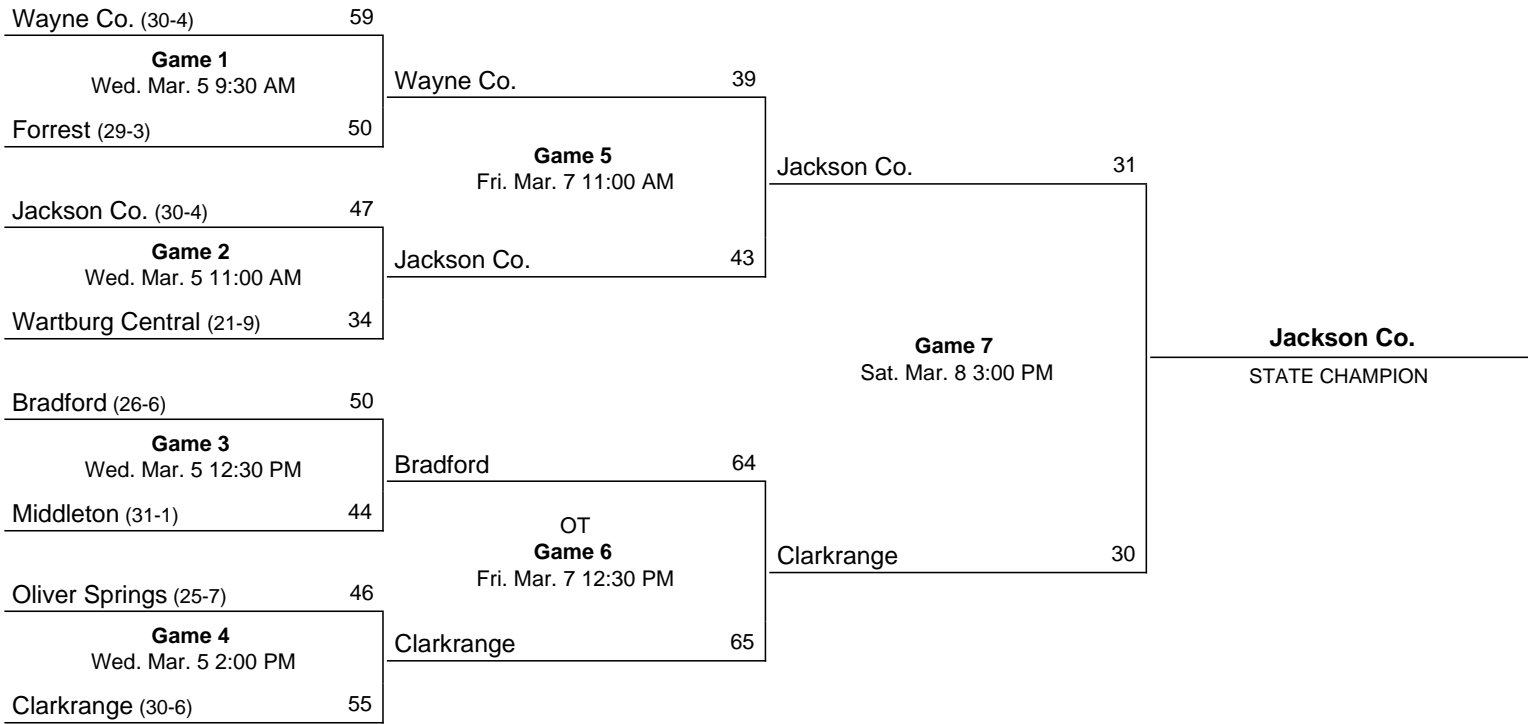 Wayne Co. (30-4) 59
Game 1
Wed. Mar. 5 9:30 AM
Forrest (29-3) 50
Jackson Co. (30-4) 47
Game 2
Wed. Mar. 5 11:00 AM
Wartburg Central (21-9) 34
Bradford (26-6) 50
Game 3
Wed. Mar. 5 12:30 PM
Middleton (31-1) 44
Oliver Springs (25-7) 46
Game 4
Wed. Mar. 5 2:00 PM
Clarkrange (30-6) 55
Wayne Co. 39
Game 5
Fri. Mar. 7 11:00 AM
Jackson Co. 43
Bradford 64
OT
Game 6
Fri. Mar. 7 12:30 PM
Clarkrange 65
Jackson Co. 31
Game 7
Sat. Mar. 8 3:00 PM
Clarkrange 30
Jackson Co.
STATE CHAMPION